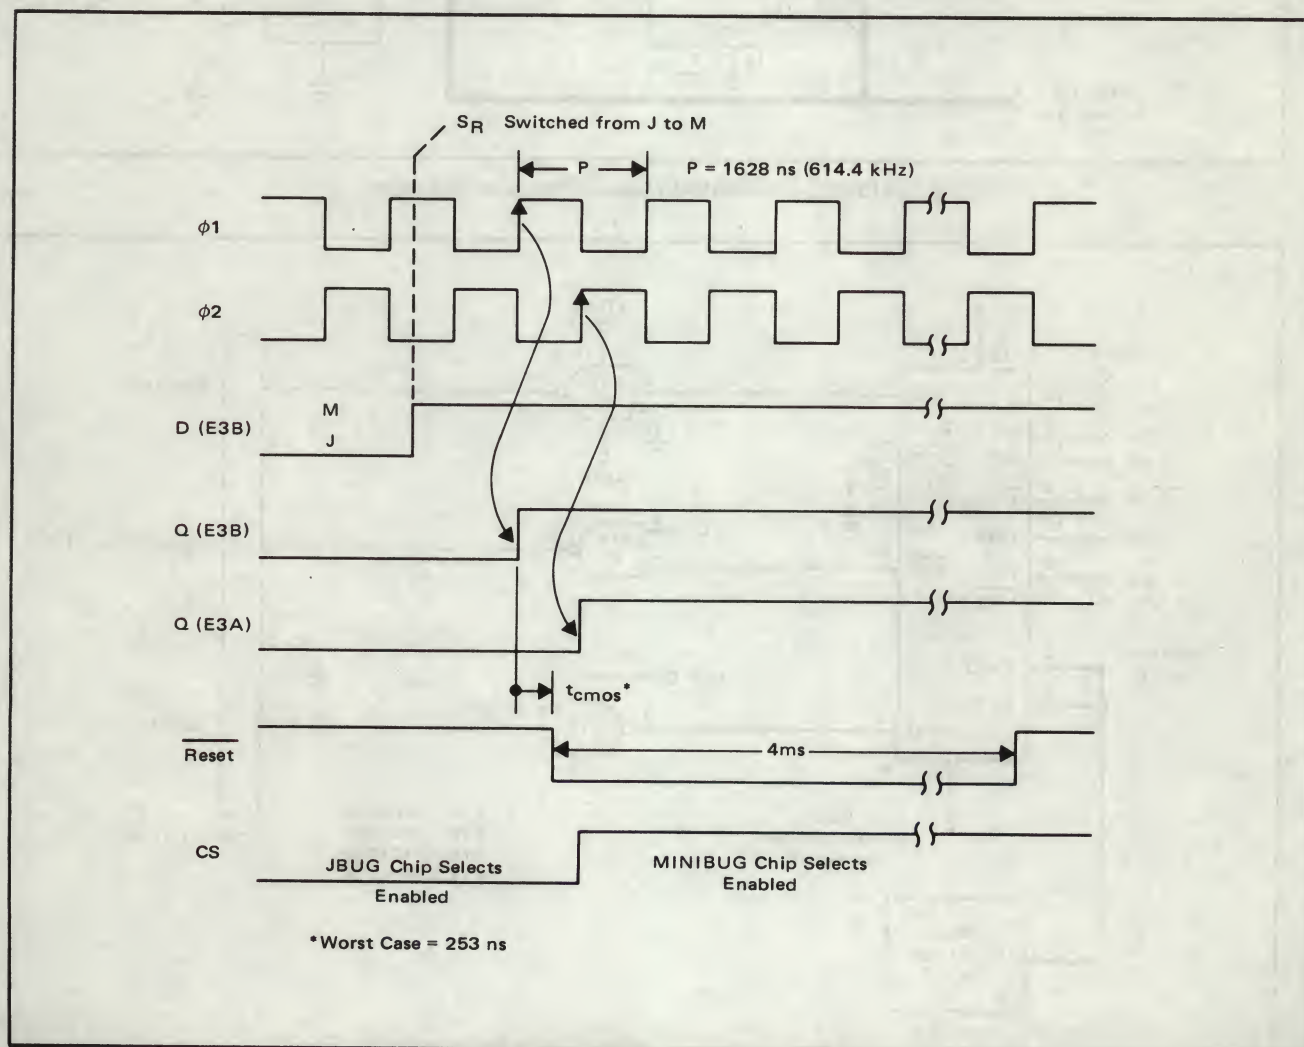 S_R Switched from J to M
P
P = 1628 ns (614.4 kHz)
ϕ1
ϕ2
D (E3B)
M
J
Q (E3B)
Q (E3A)
t_cmos*
Reset
4ms
CS
JBUG Chip Selects
Enabled
MINIBUG Chip Selects
Enabled
*Worst Case = 253 ns